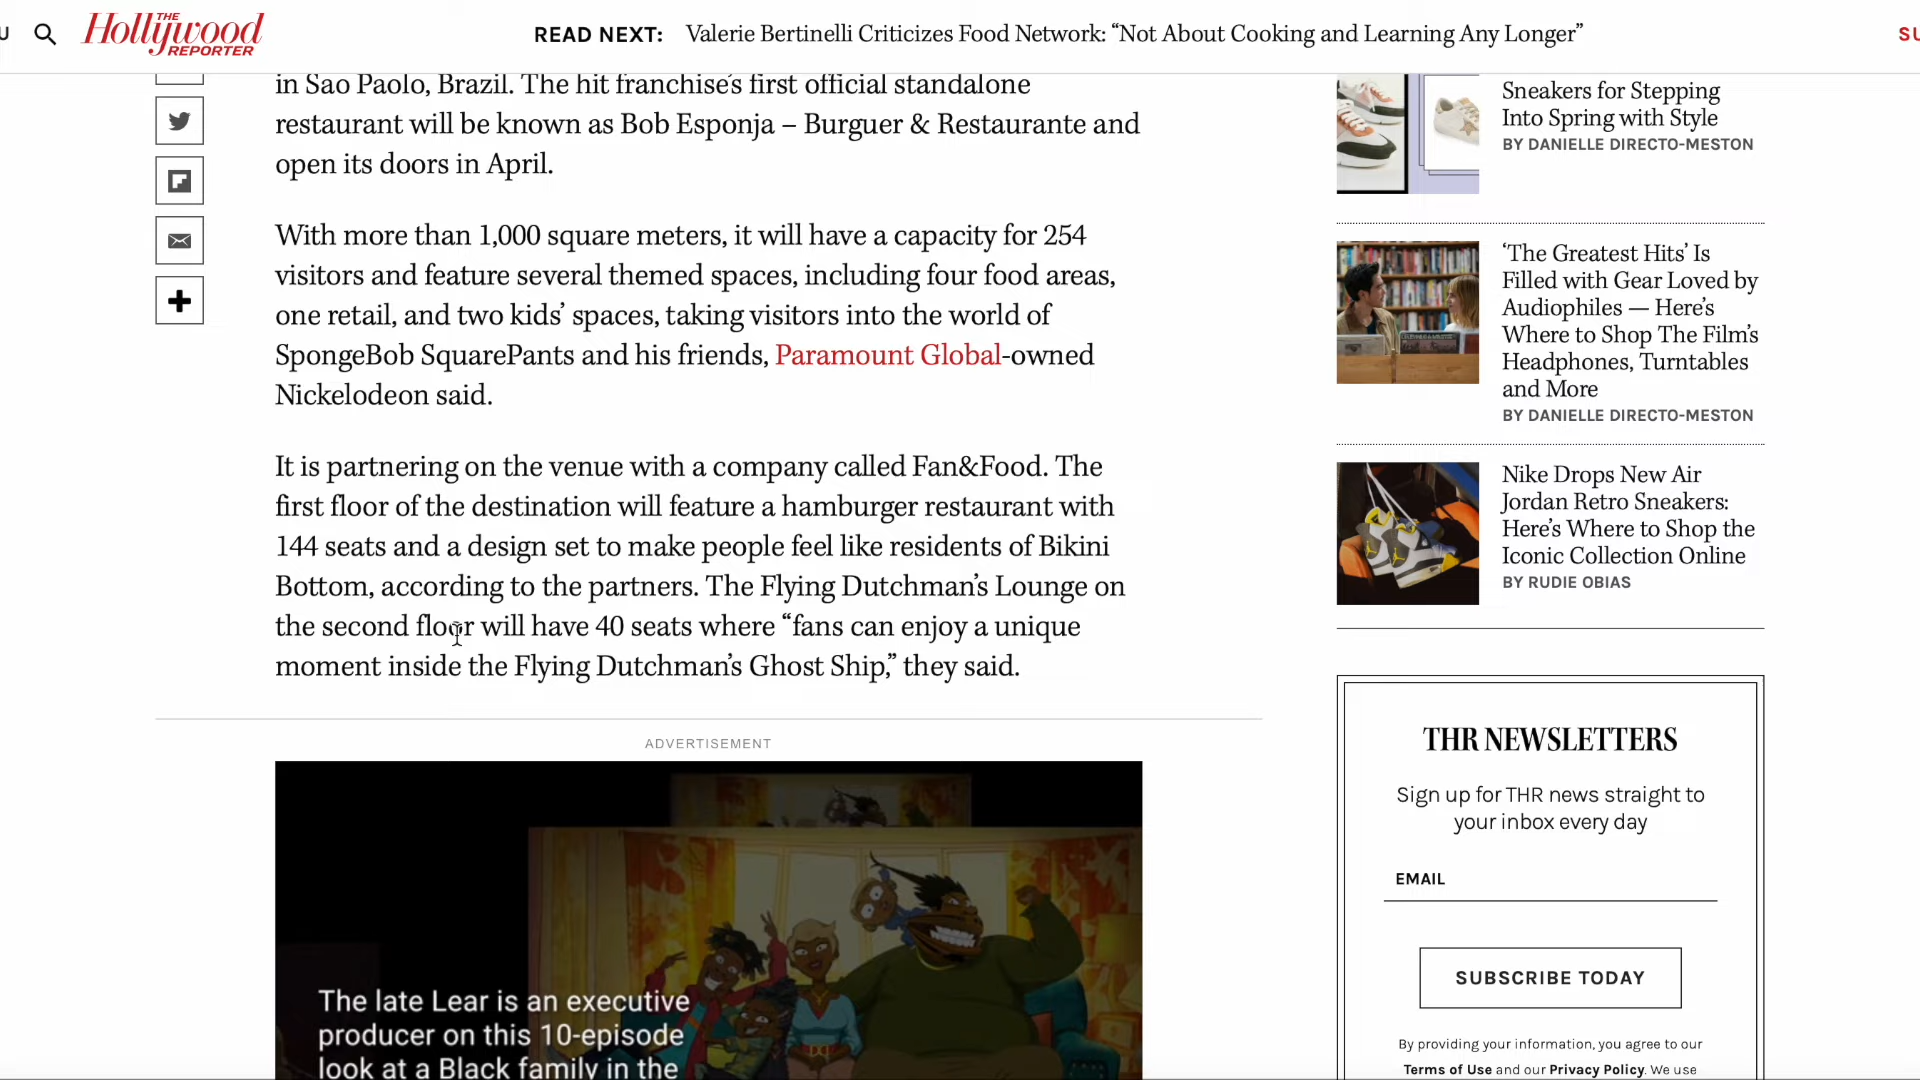 U
THE
Hollywood
REPORTER
READ NEXT: Valerie Bertinelli Criticizes Food Network: “Not About Cooking and Learning Any Longer”
SU
in Sao Paolo, Brazil. The hit franchise’s first official standalone
restaurant will be known as Bob Esponja – Burguer & Restaurante and
open its doors in April.
With more than 1,000 square meters, it will have a capacity for 254
visitors and feature several themed spaces, including four food areas,
one retail, and two kids’ spaces, taking visitors into the world of
SpongeBob SquarePants and his friends, Paramount Global-owned
Nickelodeon said.
It is partnering on the venue with a company called Fan&Food. The
first floor of the destination will feature a hamburger restaurant with
144 seats and a design set to make people feel like residents of Bikini
Bottom, according to the partners. The Flying Dutchman’s Lounge on
the second floor will have 40 seats where “fans can enjoy a unique
moment inside the Flying Dutchman’s Ghost Ship,” they said.
ADVERTISEMENT
The late Lear is an executive
producer on this 10-episode
look at a Black family in the
Sneakers for Stepping
Into Spring with Style
BY DANIELLE DIRECTO-MESTON
‘The Greatest Hits’ Is
Filled with Gear Loved by
Audiophiles — Here’s
Where to Shop The Film’s
Headphones, Turntables
and More
BY DANIELLE DIRECTO-MESTON
Nike Drops New Air
Jordan Retro Sneakers:
Here’s Where to Shop the
Iconic Collection Online
BY RUDIE OBIAS
THR NEWSLETTERS
Sign up for THR news straight to
your inbox every day
EMAIL
SUBSCRIBE TODAY
By providing your information, you agree to our
Terms of Use and our Privacy Policy. We use